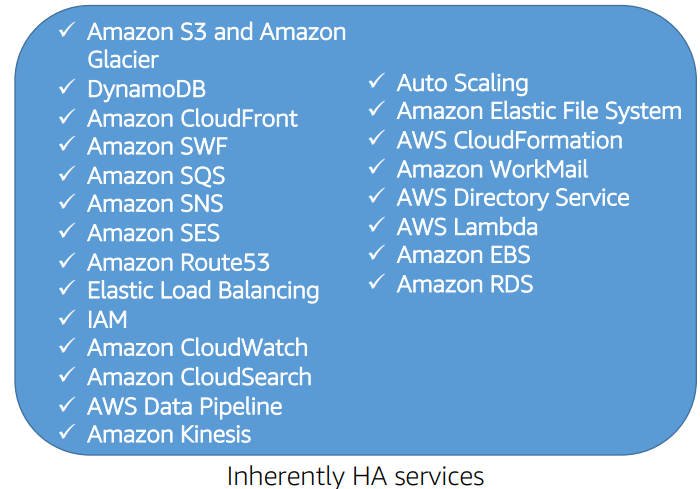 ✓ Amazon S3 and Amazon
Glacier
✓ DynamoDB
✓ Amazon CloudFront
✓ Amazon SWF
✓ Amazon SQS
✓ Amazon SNS
✓ Amazon SES
✓ Amazon Route53
✓ Elastic Load Balancing
✓ IAM
✓ Amazon CloudWatch
✓ Amazon CloudSearch
✓ AWS Data Pipeline
✓ Amazon Kinesis
✓ Auto Scaling
✓ Amazon Elastic File System
✓ AWS CloudFormation
✓ Amazon WorkMail
✓ AWS Directory Service
✓ AWS Lambda
✓ Amazon EBS
✓ Amazon RDS
Inherently HA services